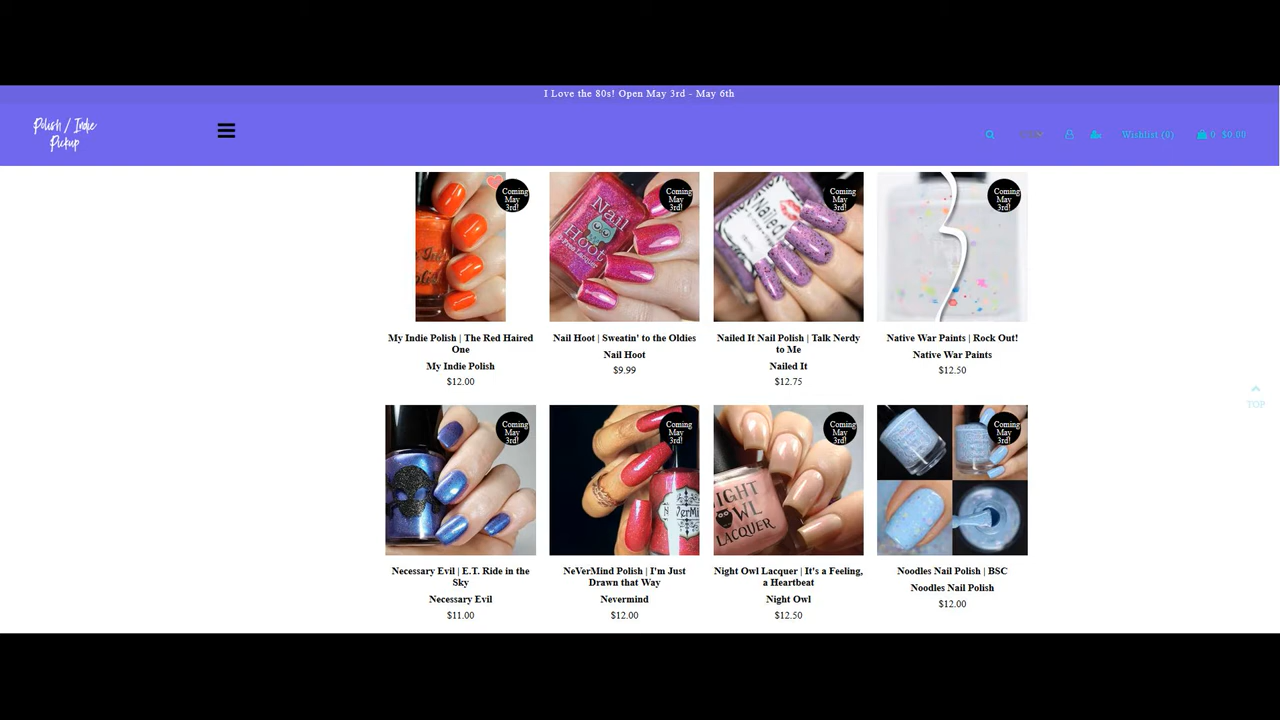 I Love the 80s! Open May 3rd - May 6th
Polish / Indie
Pickup
Wishlist (0)
0 $0.00
Coming
May
3rd!
Coming
May
3rd!
Coming
May
3rd!
Coming
May
3rd!
Nail
Hoot
Nailed
My Indie Polish | The Red Haired
One
My Indie Polish
$12.00
Nail Hoot | Sweatin' to the Oldies
Nail Hoot
$9.99
Nailed It Nail Polish | Talk Nerdy
to Me
Nailed It
$12.75
Native War Paints | Rock Out!
Native War Paints
$12.50
TOP
Coming
May
3rd!
Coming
May
3rd!
Coming
May
3rd!
Coming
May
3rd!
NIGHT
OWL
LACQUER
Necessary Evil | E.T. Ride in the
Sky
Necessary Evil
$11.00
NeVerMind Polish | I'm Just
Drawn that Way
Nevermind
$12.00
Night Owl Lacquer | It's a Feeling,
a Heartbeat
Night Owl
$12.50
Noodles Nail Polish | BSC
Noodles Nail Polish
$12.00